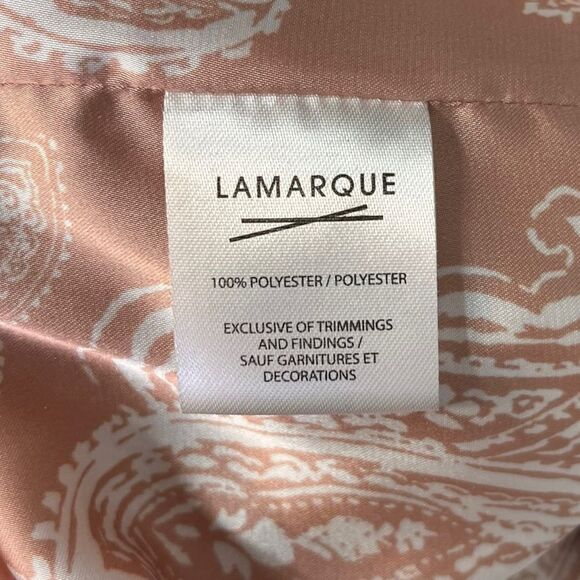 LAMARQUE
100% POLYESTER / POLYESTER
EXCLUSIVE OF TRIMMINGS
AND FINDINGS /
SAUF GARNITURES ET
DECORATIONS